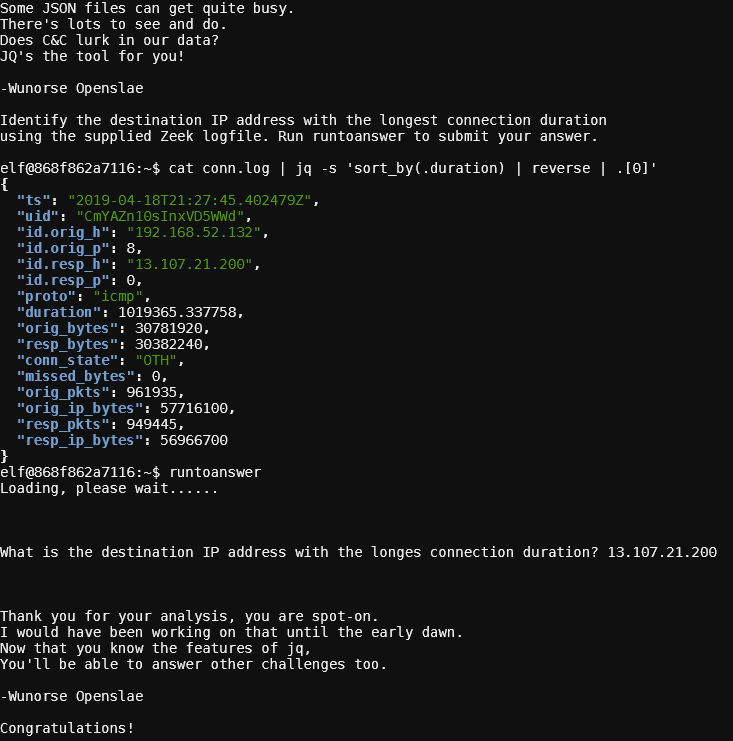 Some JSON files can get quite busy.
There's lots to see and do.
Does C&C lurk in our data?
JQ's the tool for you!
-Wunorse Openslae
Identify the destination IP address with the longest connection duration
using the supplied Zeek logfile. Run runtoanswer to submit your answer.
elf@868f862a7116:~$ cat conn.log | jq -s 'sort_by(.duration) | reverse | .[0]'
{
  "ts": "2019-04-18T21:27:45.402479Z",
  "uid": "CmYAZn10sInxVD5WWd",
  "id.orig_h": "192.168.52.132",
  "id.orig_p": 8,
  "id.resp_h": "13.107.21.200",
  "id.resp_p": 0,
  "proto": "icmp",
  "duration": 1019365.337758,
  "orig_bytes": 30781920,
  "resp_bytes": 30382240,
  "conn_state": "OTH",
  "missed_bytes": 0,
  "orig_pkts": 961935,
  "orig_ip_bytes": 57716100,
  "resp_pkts": 949445,
  "resp_ip_bytes": 56966700
}
elf@868f862a7116:~$ runtoanswer
Loading, please wait......
What is the destination IP address with the longes connection duration? 13.107.21.200
Thank you for your analysis, you are spot-on.
I would have been working on that until the early dawn.
Now that you know the features of jq,
You'll be able to answer other challenges too.
-Wunorse Openslae
Congratulations!